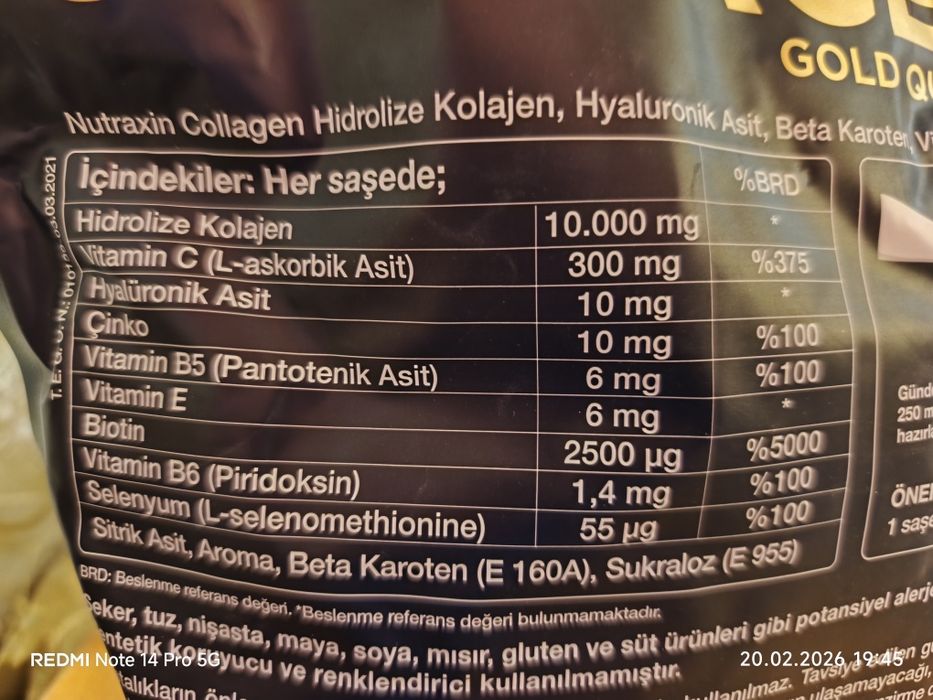 GOLD
Nutraxin Collagen Hidrolize Kolajen, Hyaluronik Asit, Beta Karoten,
İçindekiler: Her saşede; %BRD
Hidrolize Kolajen 10.000 mg *
Vitamin C (L-askorbik Asit) 300 mg %375
Hyalüronik Asit 10 mg *
Çinko 10 mg %100
Vitamin B5 (Pantotenik Asit) 6 mg %100
Vitamin E 6 mg *
Biotin 2500 µg %5000
Vitamin B6 (Piridoksin) 1,4 mg %100
Selenyum (L-selenomethionine) 55 µg %100
Sitrik Asit, Aroma, Beta Karoten (E 160A), Sukraloz (E 955)
BRD: Beslenme referans değeri. *Beslenme referans değeri bulunmamaktadır.
Şeker, tuz, nişasta, maya, soya, mısır, gluten ve süt ürünleri gibi potansiyel
ve renklendirici kullanılmamıştır.
250
1
REDMI Note 14 Pro 5G
20.02.2026 19:45